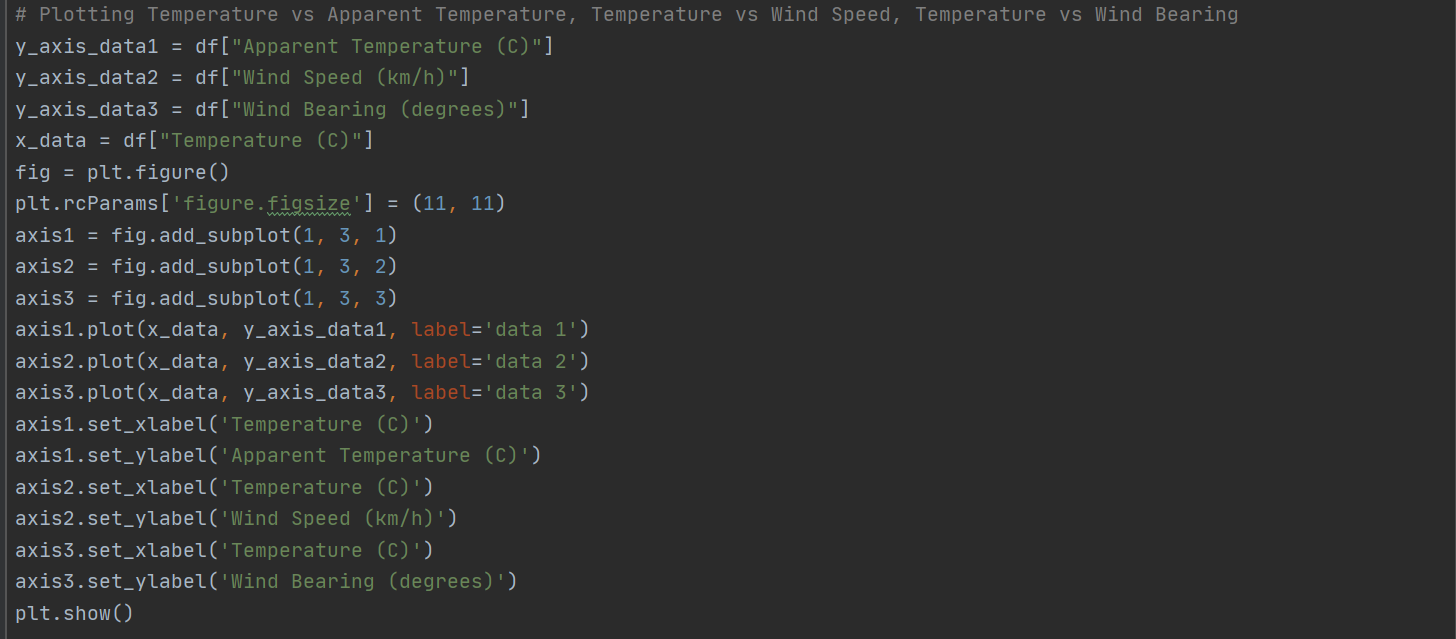 # Plotting Temperature vs Apparent Temperature, Temperature vs Wind Speed, Temperature vs Wind Bearing
y_axis_data1 = df["Apparent Temperature (C)"]
y_axis_data2 = df["Wind Speed (km/h)"]
y_axis_data3 = df["Wind Bearing (degrees)"]
x_data = df["Temperature (C)"]
fig = plt.figure()
plt.rcParams['figure.figsize'] = (11, 11)
axis1 = fig.add_subplot(1, 3, 1)
axis2 = fig.add_subplot(1, 3, 2)
axis3 = fig.add_subplot(1, 3, 3)
axis1.plot(x_data, y_axis_data1, label='data 1')
axis2.plot(x_data, y_axis_data2, label='data 2')
axis3.plot(x_data, y_axis_data3, label='data 3')
axis1.set_xlabel('Temperature (C)')
axis1.set_ylabel('Apparent Temperature (C)')
axis2.set_xlabel('Temperature (C)')
axis2.set_ylabel('Wind Speed (km/h)')
axis3.set_xlabel('Temperature (C)')
axis3.set_ylabel('Wind Bearing (degrees)')
plt.show()